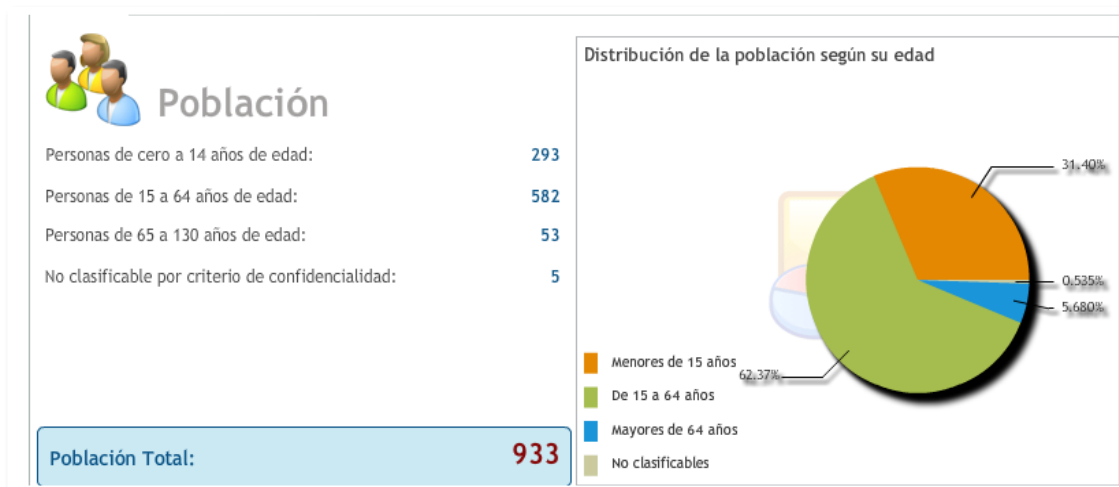 Población
Personas de cero a 14 años de edad: 293
Personas de 15 a 64 años de edad: 582
Personas de 65 a 130 años de edad: 53
No clasificable por criterio de confidencialidad: 5
Población Total: 933
Distribución de la población según su edad
31.40%
0.535%
5.680%
62.37%
Menores de 15 años
De 15 a 64 años
Mayores de 64 años
No clasificables